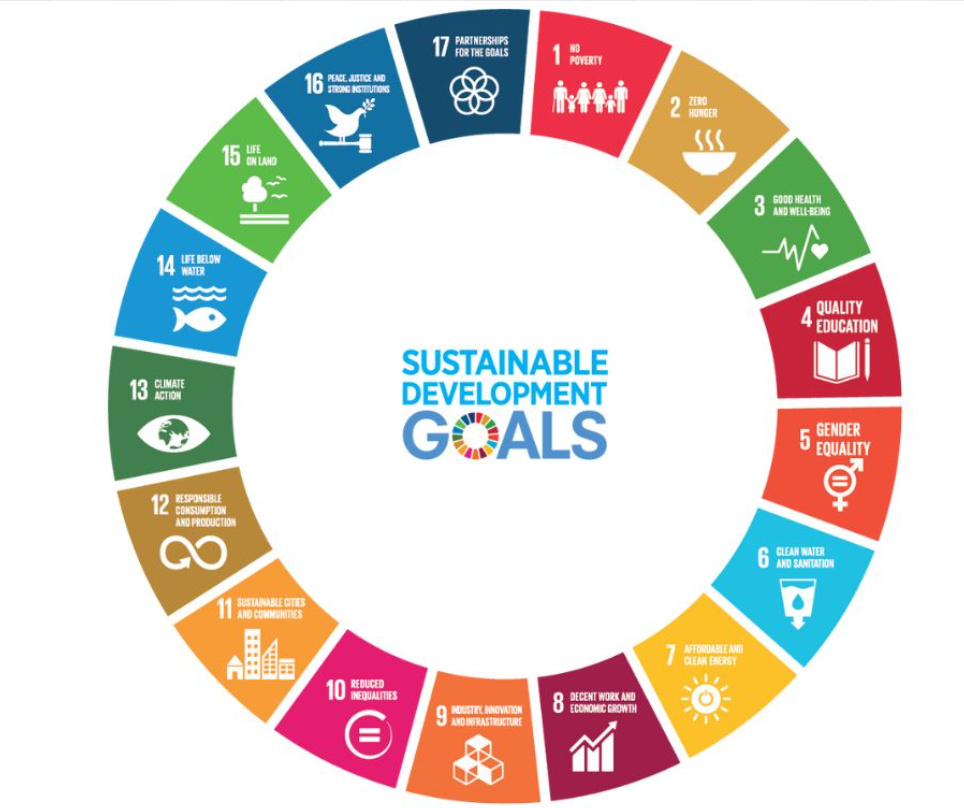 1 NO
POVERTY
2 ZERO
HUNGER
3 GOOD HEALTH
AND WELL-BEING
4 QUALITY
EDUCATION
5 GENDER
EQUALITY
6 CLEAN WATER
AND SANITATION
7 AFFORDABLE AND
CLEAN ENERGY
8 DECENT WORK AND
ECONOMIC GROWTH
9 INDUSTRY, INNOVATION
AND INFRASTRUCTURE
10 REDUCED
INEQUALITIES
11 SUSTAINABLE CITIES
AND COMMUNITIES
12 RESPONSIBLE
CONSUMPTION
AND PRODUCTION
13 CLIMATE
ACTION
14 LIFE BELOW
WATER
15 LIFE
ON LAND
16 PEACE, JUSTICE AND
STRONG INSTITUTIONS
17 PARTNERSHIPS
FOR THE GOALS
SUSTAINABLE
DEVELOPMENT
GOALS